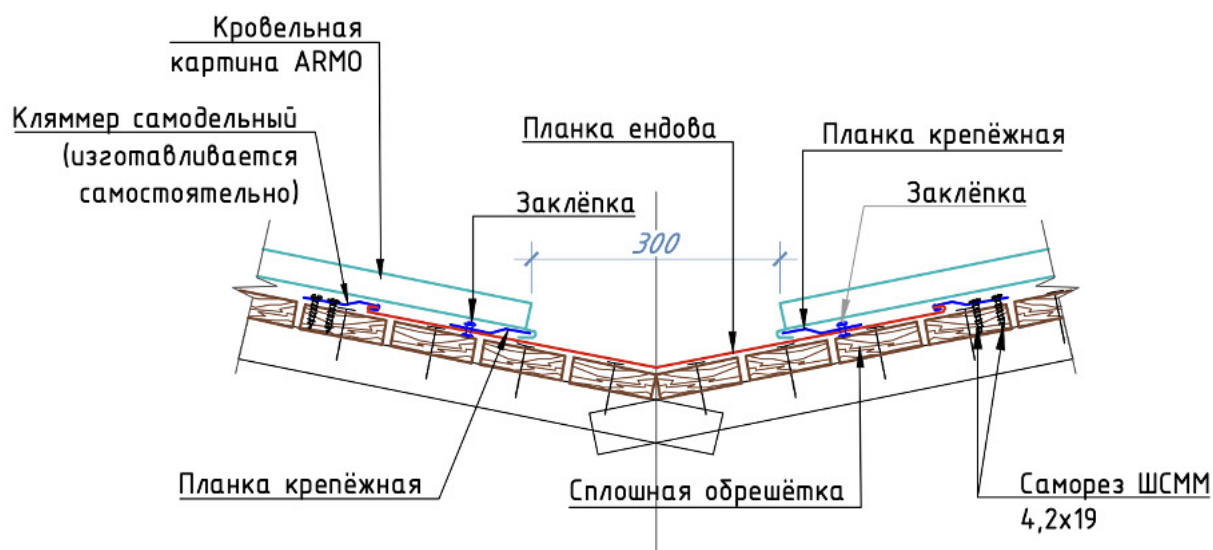 Кровельная
картина ARMO
Кляммер самодельный
(изготавливается
самостоятельно)
Заклёпка
Планка ендова
Планка крепёжная
Заклёпка
300
Планка крепёжная
Сплошная обрешётка
Саморез ШСММ
4,2х19